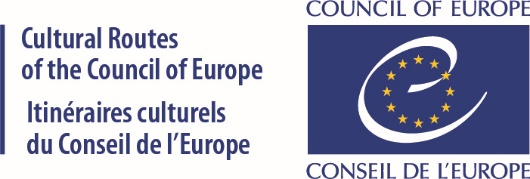 Cultural Routes
of the Council of Europe
Itinéraires culturels
du Conseil de l'Europe
COUNCIL OF EUROPE
CONSEIL DE L'EUROPE